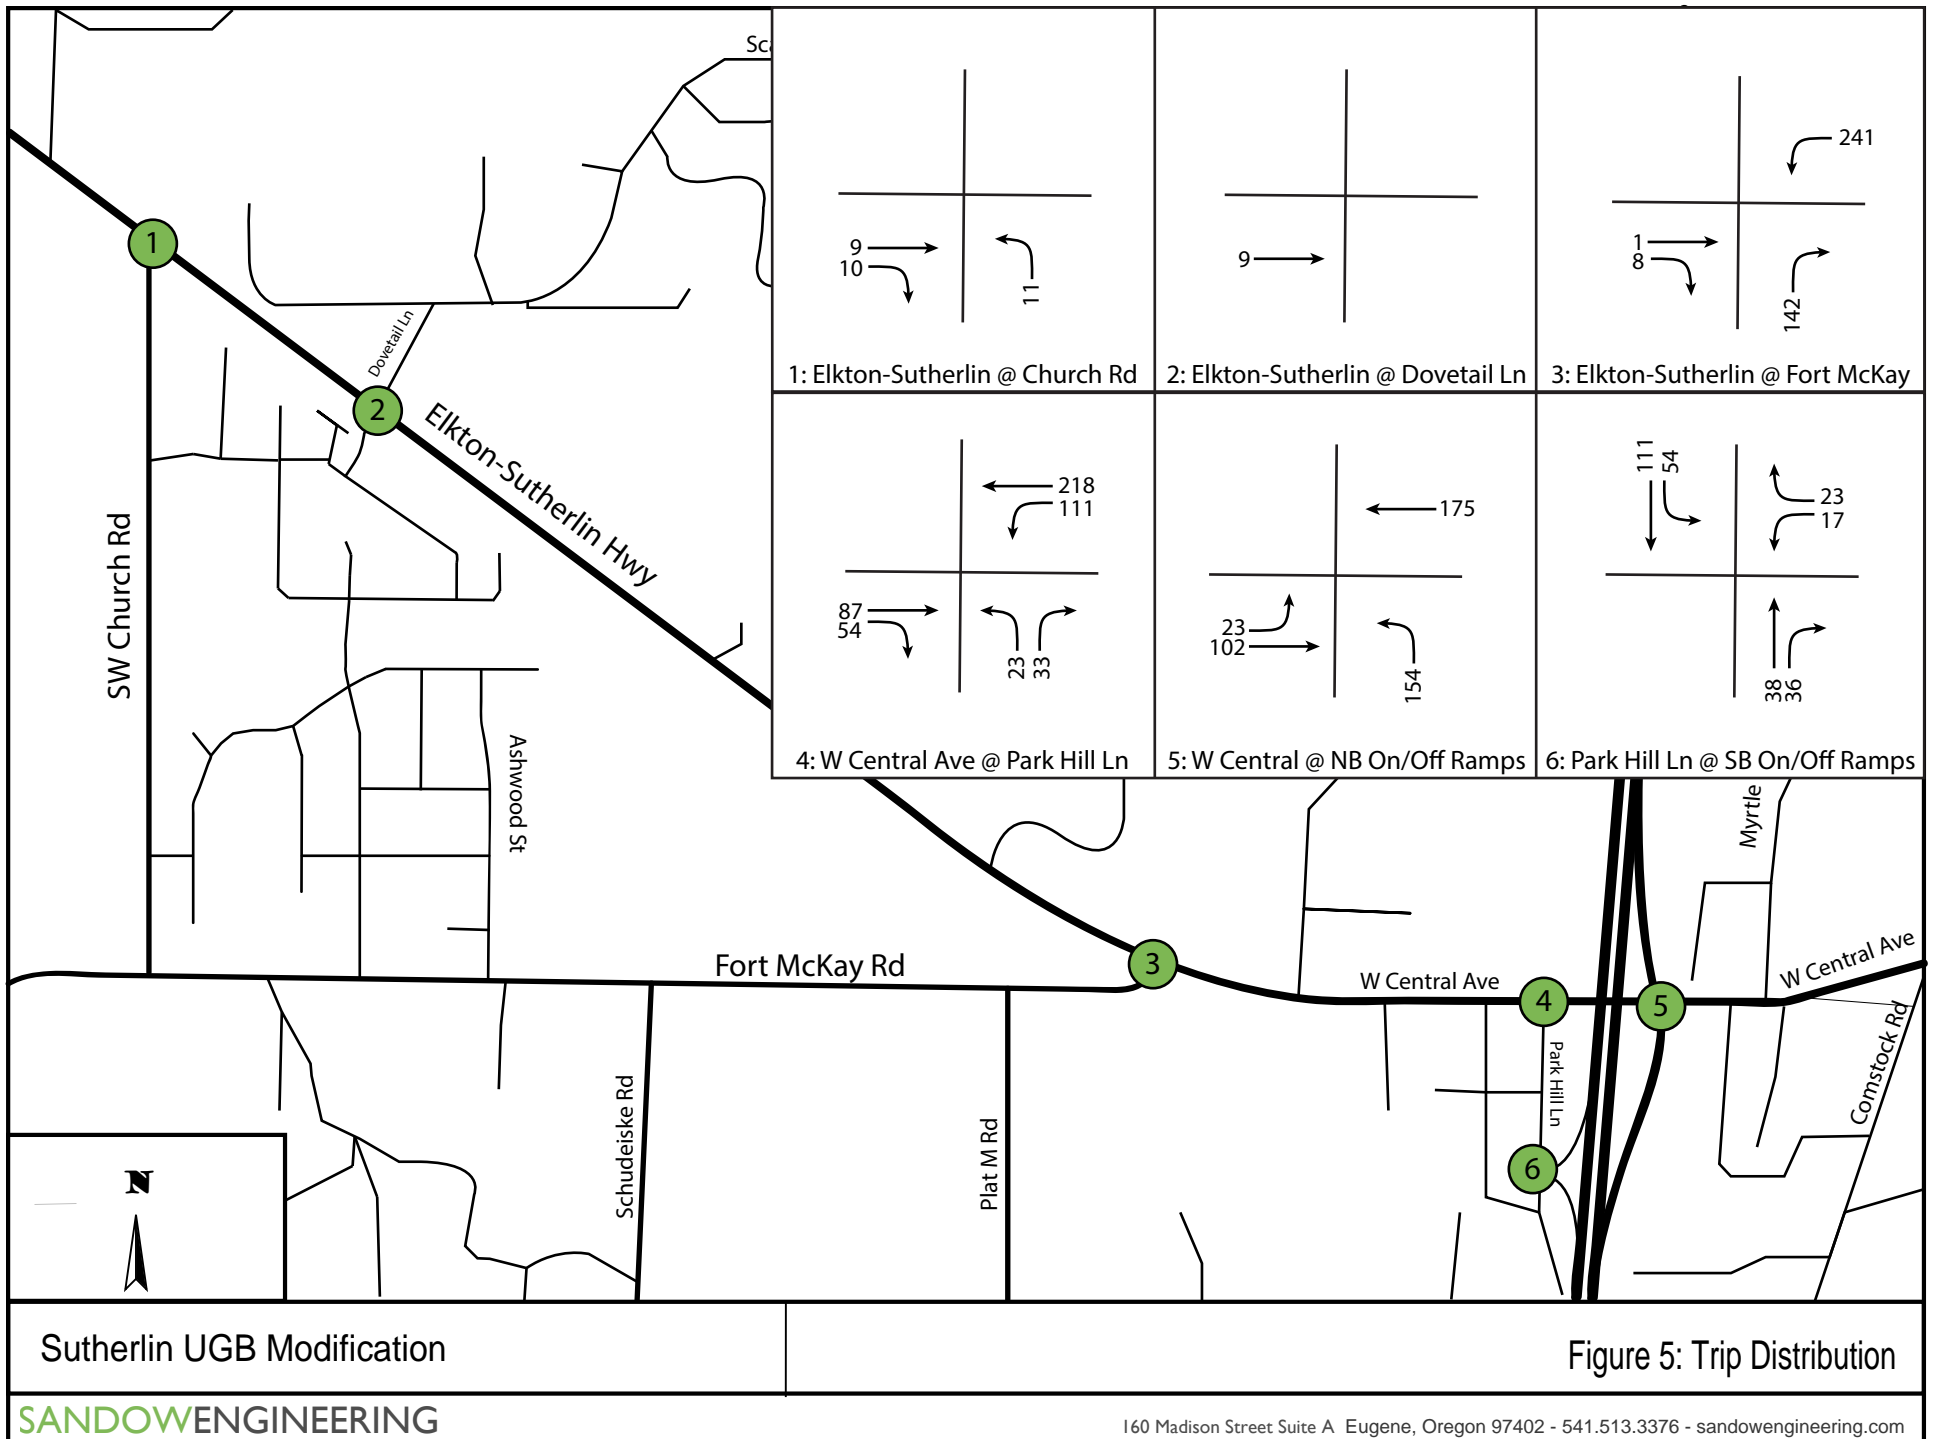 Sca
9
10
11
1: Elkton-Sutherlin @ Church Rd
9
2: Elkton-Sutherlin @ Dovetail Ln
241
1
8
142
3: Elkton-Sutherlin @ Fort McKay
218
111
87
54
23
33
4: W Central Ave @ Park Hill Ln
175
23
102
154
5: W Central @ NB On/Off Ramps
111
54
23
17
38
36
6: Park Hill Ln @ SB On/Off Ramps
1
Dovetail Ln
2
Elkton-Sutherlin Hwy
SW Church Rd
Ashwood St
Myrtle
Fort McKay Rd
3
W Central Ave
4
5
W Central Ave
Park Hill Ln
Comstock Rd
6
Schudeiske Rd
Plat M Rd
N
Sutherlin UGB Modification
Figure 5: Trip Distribution
SANDOWENGINEERING
160 Madison Street Suite A Eugene, Oregon 97402 - 541.513.3376 - sandowengineering.com